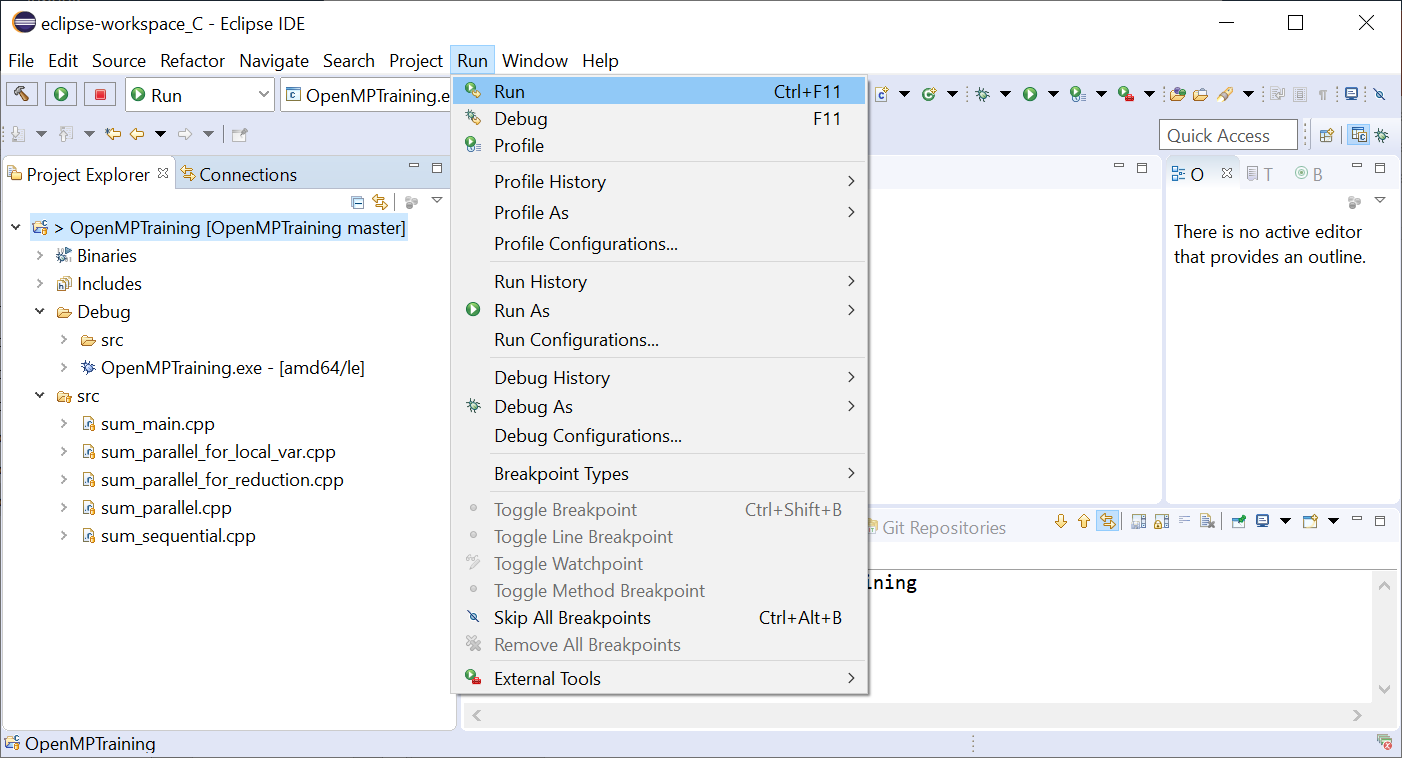 eclipse-workspace_C - Eclipse IDE
File Edit Source Refactor Navigate Search Project Run Window Help
Run
OpenMPTraining.e
Quick Access
Project Explorer
Connections
> OpenMPTraining [OpenMPTraining master]
Binaries
Includes
Debug
src
OpenMPTraining.exe - [amd64/le]
src
sum_main.cpp
sum_parallel_for_local_var.cpp
sum_parallel_for_reduction.cpp
sum_parallel.cpp
sum_sequential.cpp
Run Ctrl+F11
Debug F11
Profile
Profile History
Profile As
Profile Configurations...
Run History
Run As
Run Configurations...
Debug History
Debug As
Debug Configurations...
Breakpoint Types
Toggle Breakpoint Ctrl+Shift+B
Toggle Line Breakpoint
Toggle Watchpoint
Toggle Method Breakpoint
Skip All Breakpoints Ctrl+Alt+B
Remove All Breakpoints
External Tools
O T B
There is no active editor
that provides an outline.
Git Repositories
ining
OpenMPTraining